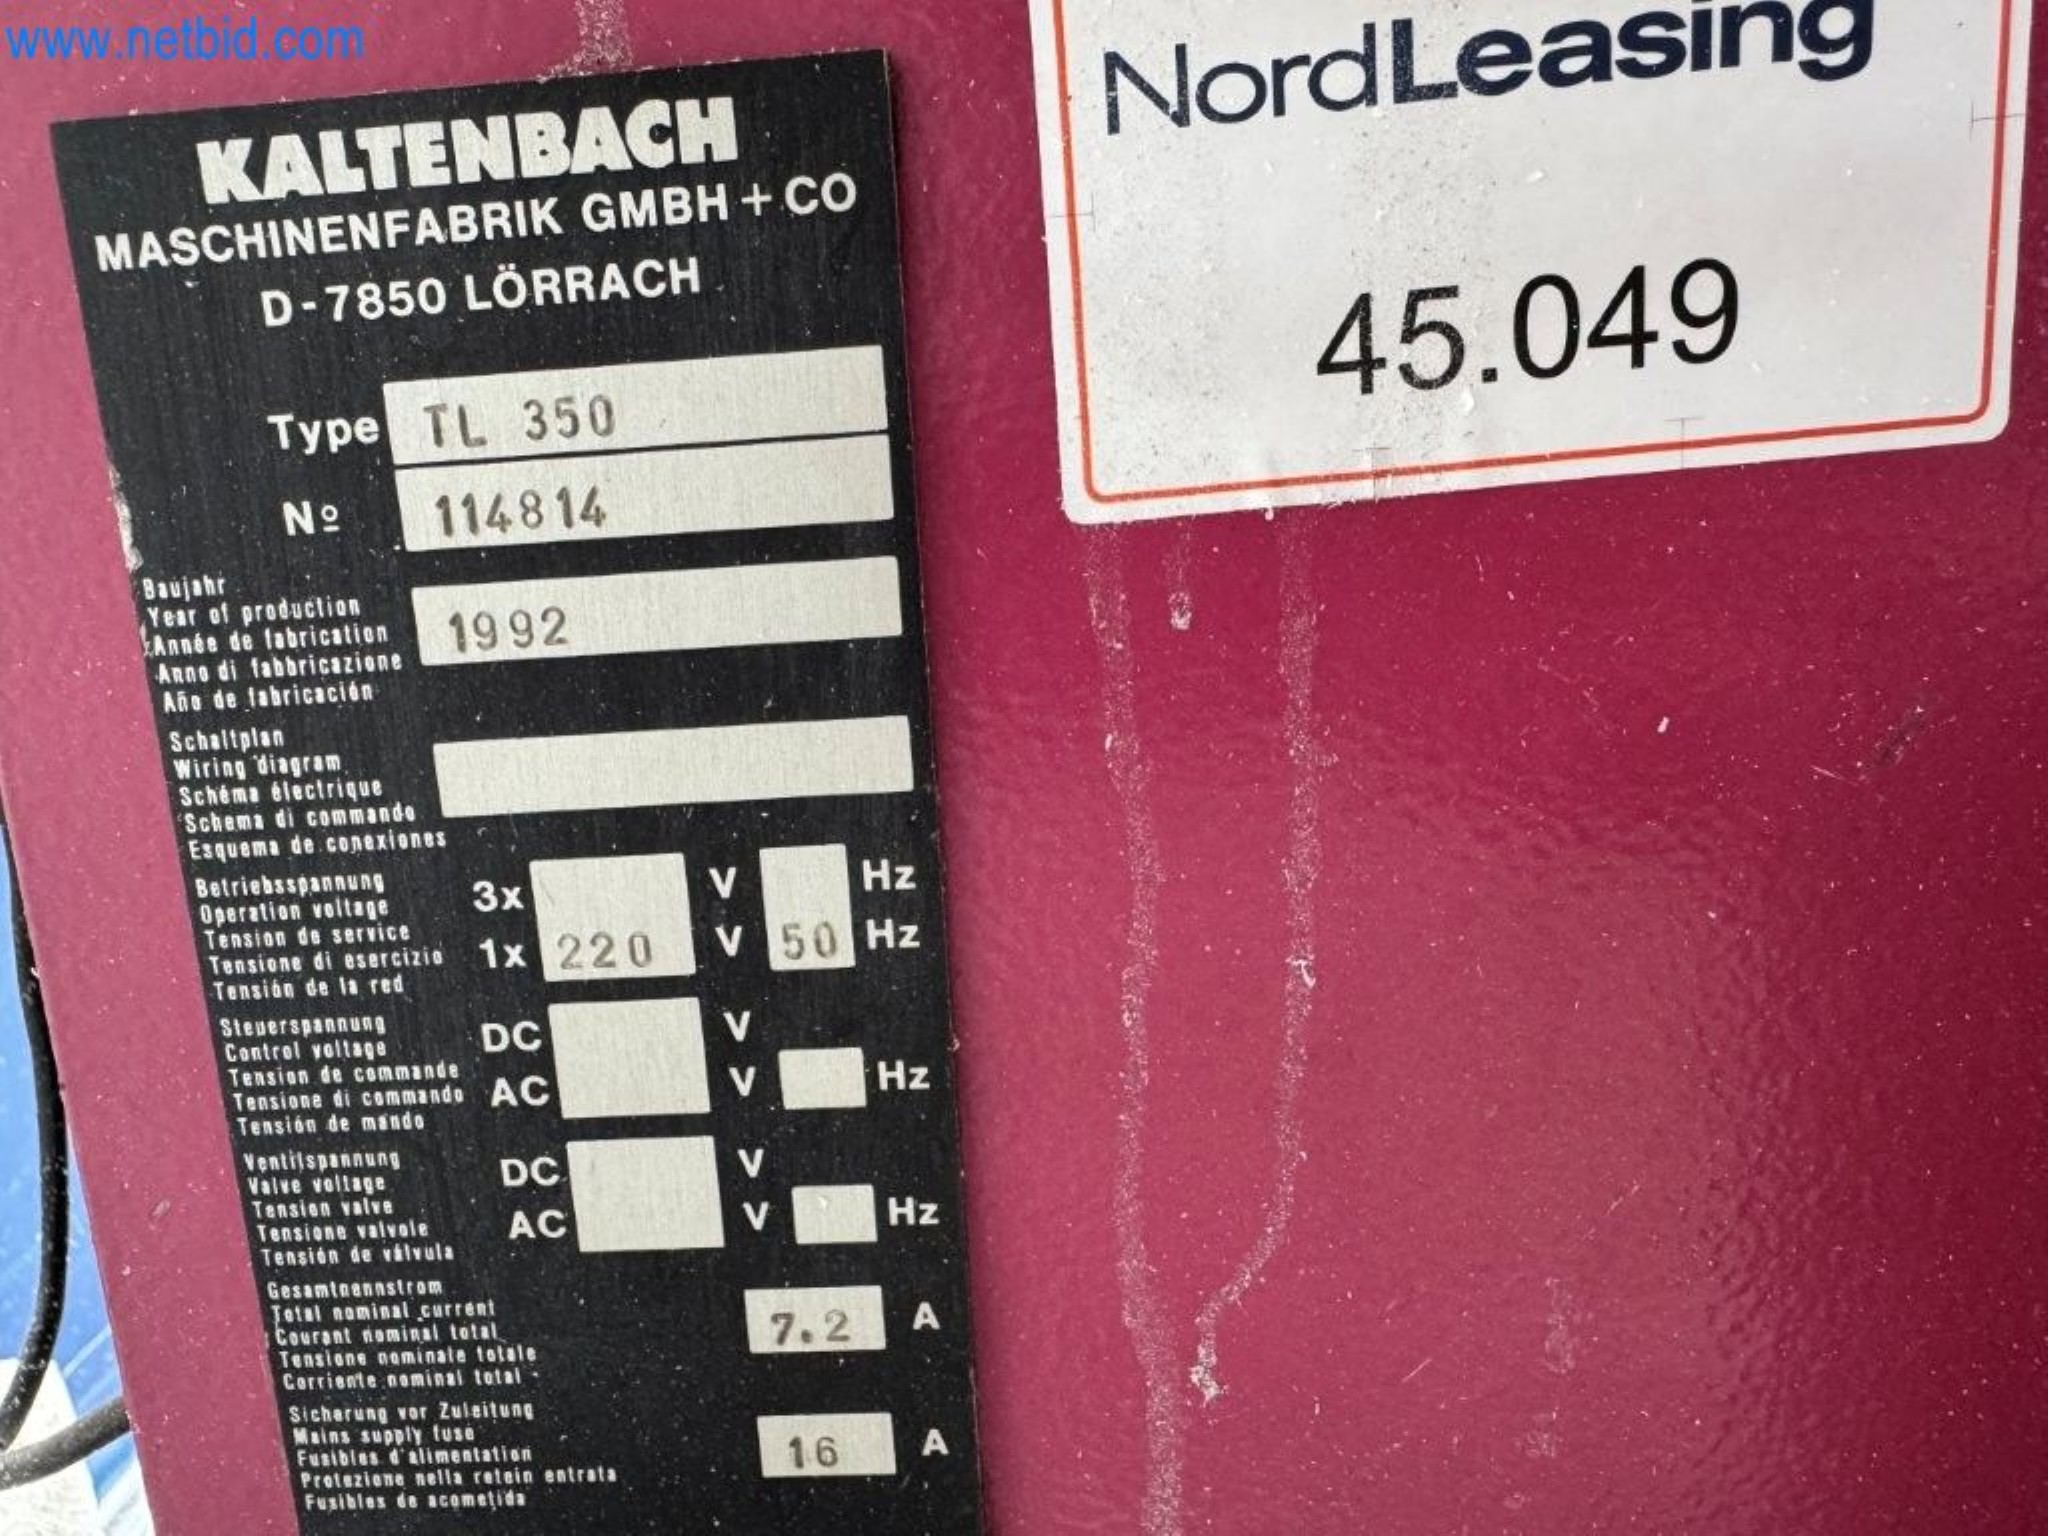 www.netbid.com
KALTENBACH
MASCHINENFABRIK GMBH + CO
D-7850 LÖRRACH
Type TL 350
Nº 114814
Baujahr
Year of production
Année de fabrication
Anno di fabbricazione
Año de fabricación
1992
Schaltplan
Wiring diagram
Schéma électrique
Schema di commando
Esquema de conexiones
Betriebsspannung
Operation voltage
Tension de service
Tensione di esercizio
Tensión de la red
3x V Hz
1x 220 V 50 Hz
Steuerspannung
Control voltage
Tension de commande
Tensione di commando
Tensión de mando
DC V
AC V Hz
Ventilspannung
Valve voltage
Tension valve
Tensione valvole
Tensión de válvula
DC V
AC V Hz
Gesamtnennstrom
Total nominal current
Courant nominal total
Tensione nominale totale
Corriente nominal total
7.2 A
Sicherung vor Zuleitung
Mains supply fuse
Fusibles d'alimentation
Protezione nella retein entrata
Fusibles de acometida
16 A
NordLeasing
45.049